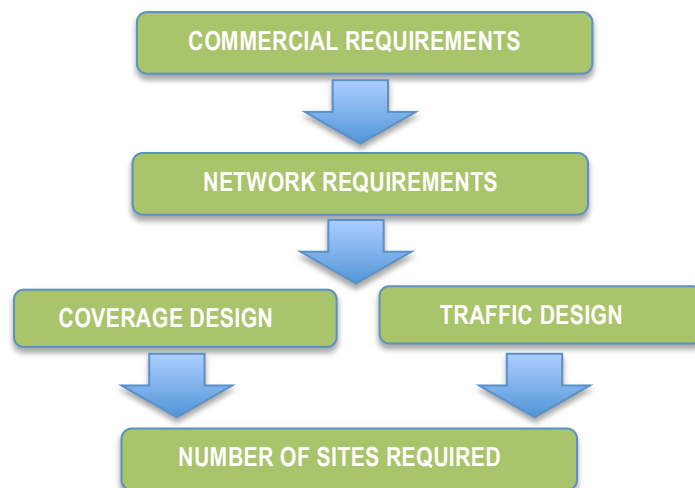 COMMERCIAL REQUIREMENTS
NETWORK REQUIREMENTS
COVERAGE DESIGN
TRAFFIC DESIGN
NUMBER OF SITES REQUIRED